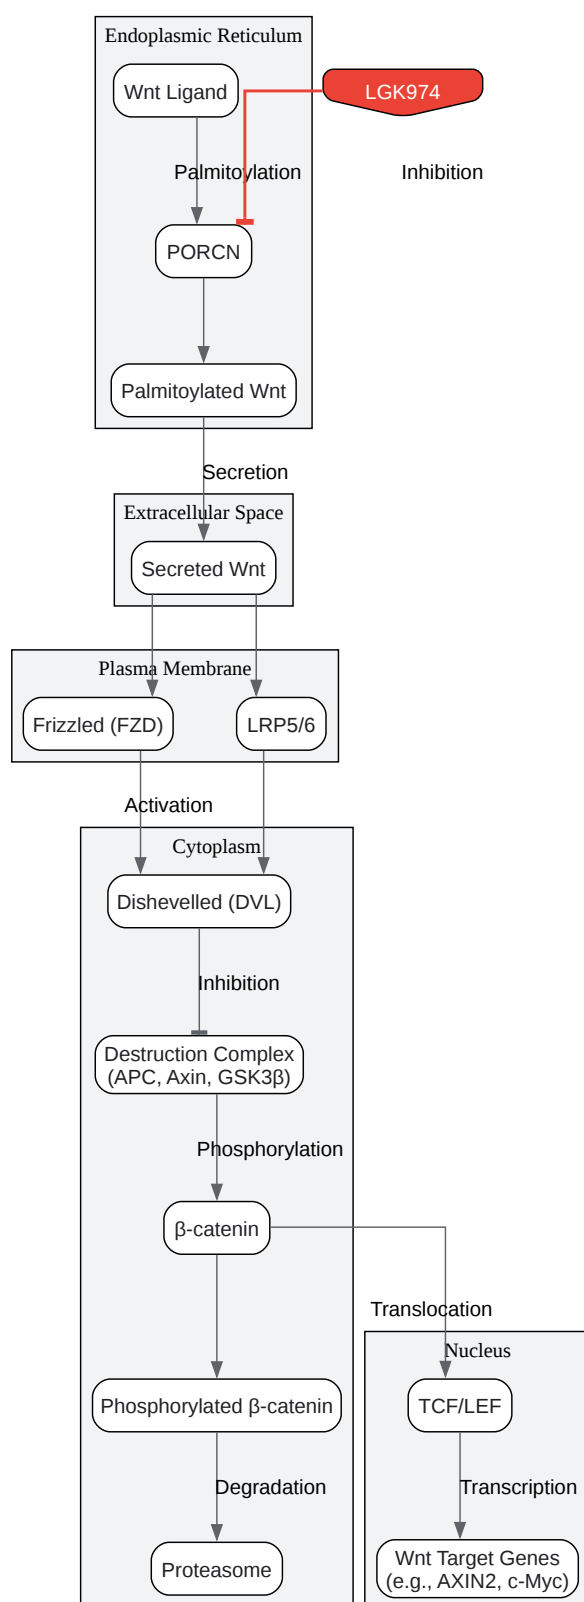 Endoplasmic Reticulum
Wnt Ligand
LGK974
Palmitoylation
Inhibition
PORCN
Palmitoylated Wnt
Secretion
Extracellular Space
Secreted Wnt
Plasma Membrane
Frizzled (FZD)
LRP5/6
Activation
Cytoplasm
Dishevelled (DVL)
Inhibition
Destruction Complex
(APC, Axin, GSK3β)
Phosphorylation
β-catenin
Translocation
Nucleus
Phosphorylated β-catenin
TCF/LEF
Degradation
Transcription
Proteasome
Wnt Target Genes
(e.g., AXIN2, c-Myc)